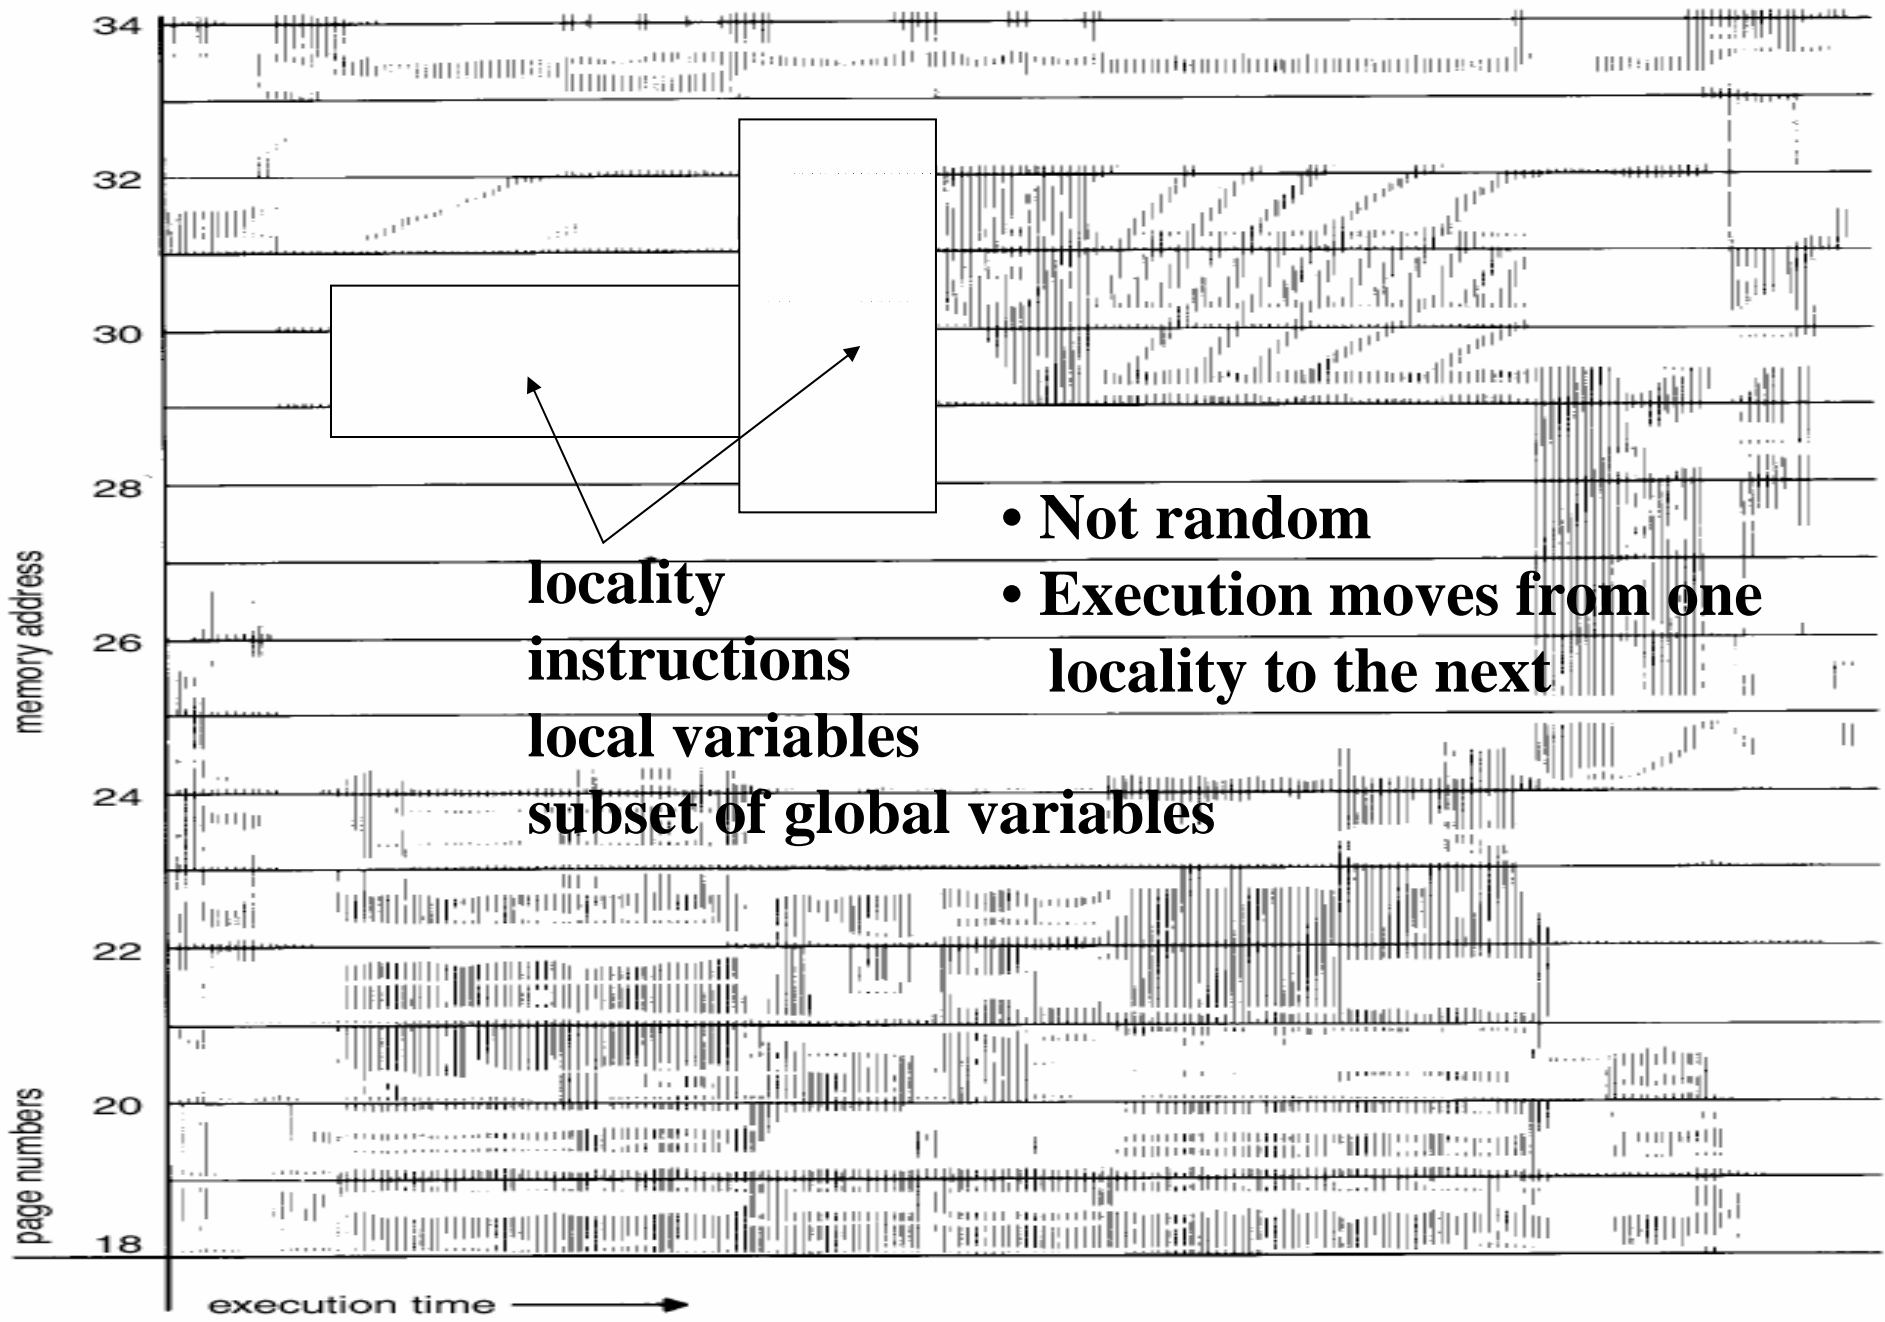 34
32
30
28
26
24
22
20
18
memory address
page numbers
execution time
locality
instructions
local variables
subset of global variables
• Not random
• Execution moves from one
locality to the next